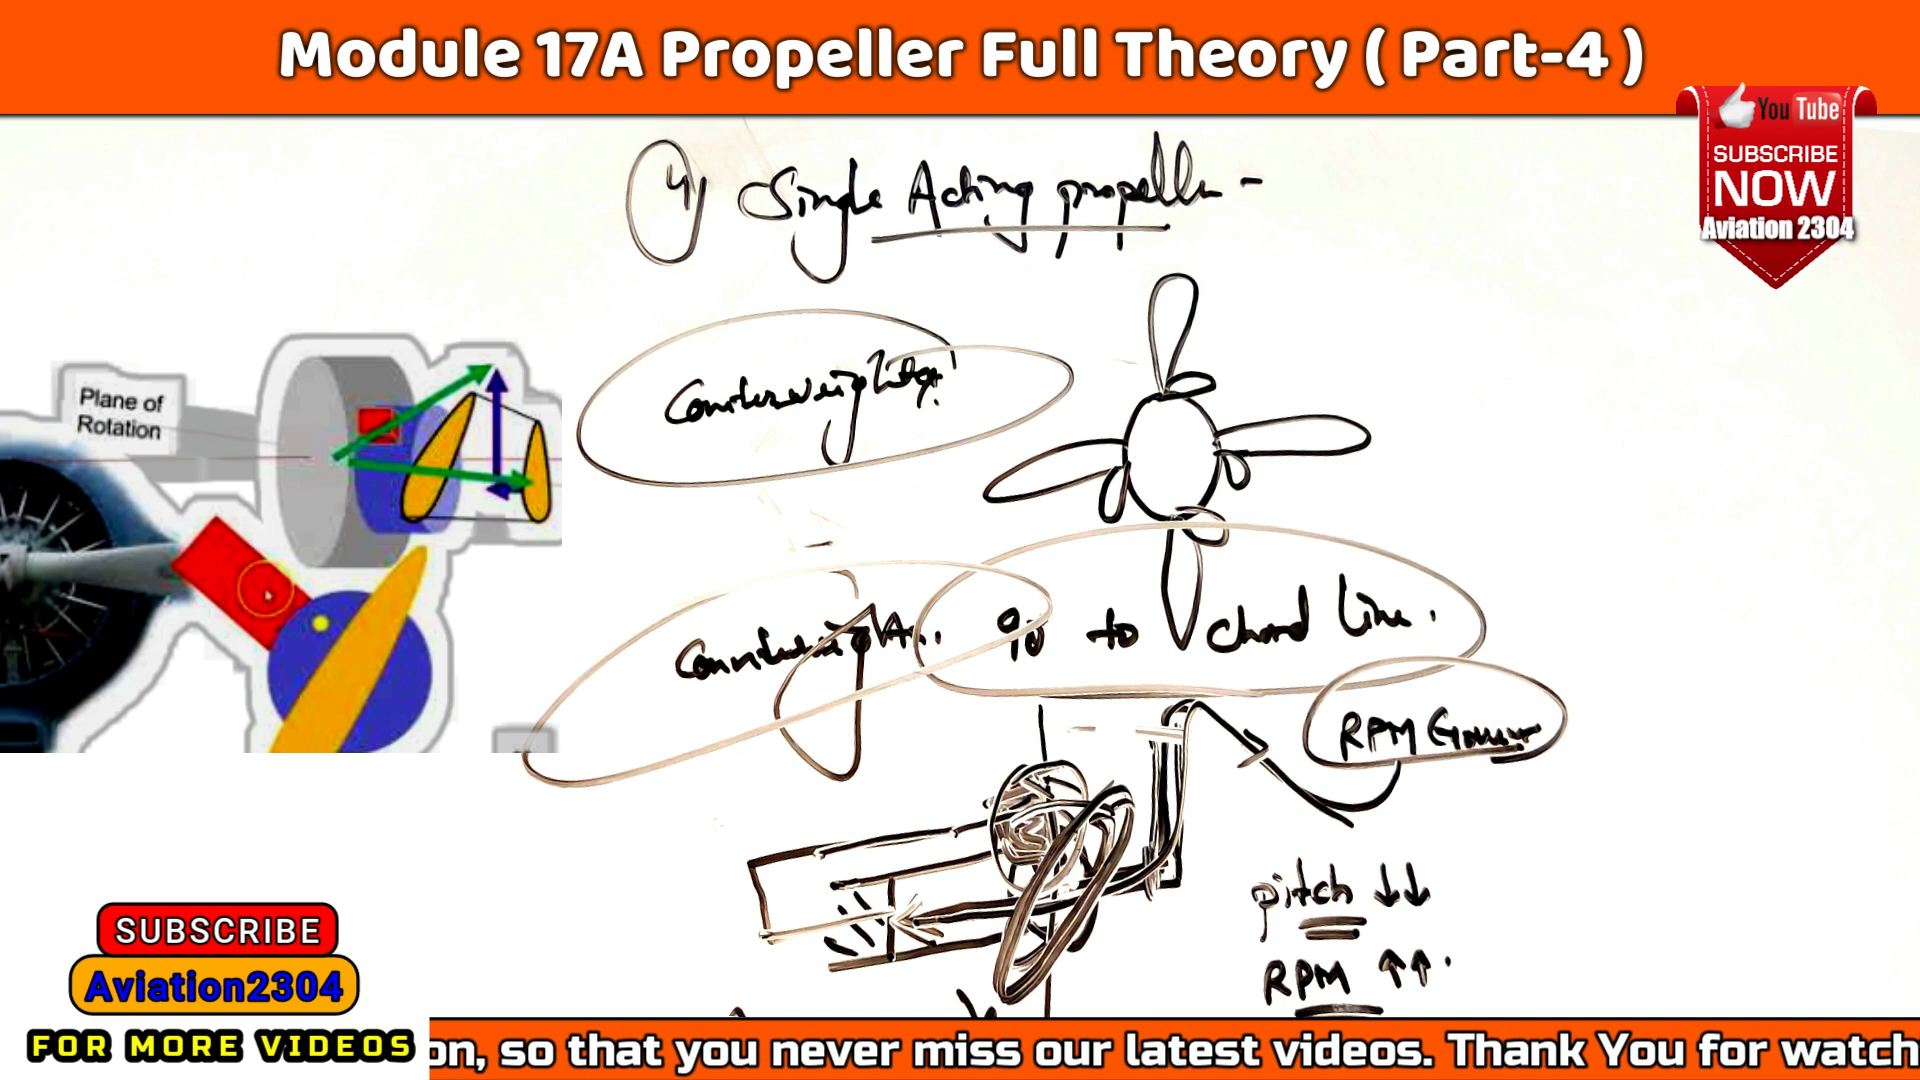 Module 17A Propeller Full Theory ( Part-4 )
You Tube
SUBSCRIBE
NOW
Aviation 2304
4) Single Acting propeller -
Plane of
Rotation
90 to Chord Line.
pitch ↓↓
RPM ↑↑.
SUBSCRIBE
Aviation2304
FOR MORE VIDEOS
on, so that you never miss our latest videos. Thank You for watch